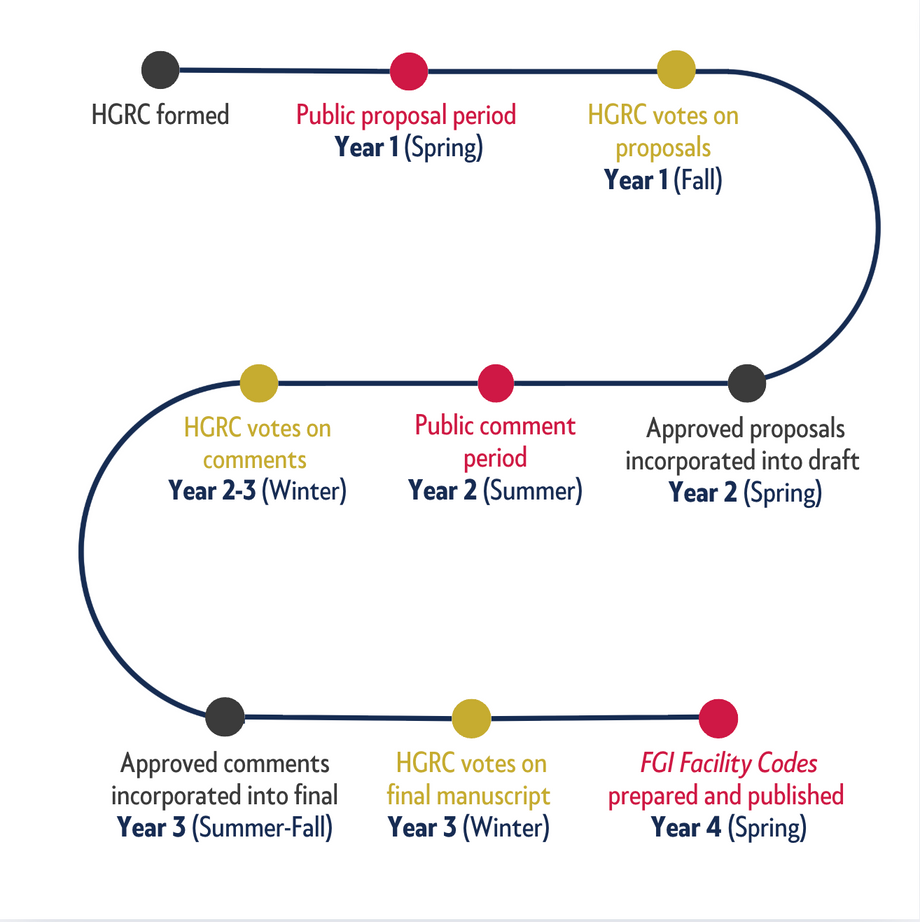 HGRC formed
Public proposal period
Year 1 (Spring)
HGRC votes on
proposals
Year 1 (Fall)
HGRC votes on
comments
Year 2-3 (Winter)
Public comment
period
Year 2 (Summer)
Approved proposals
incorporated into draft
Year 2 (Spring)
Approved comments
incorporated into final
Year 3 (Summer-Fall)
HGRC votes on
final manuscript
Year 3 (Winter)
FGI Facility Codes
prepared and published
Year 4 (Spring)